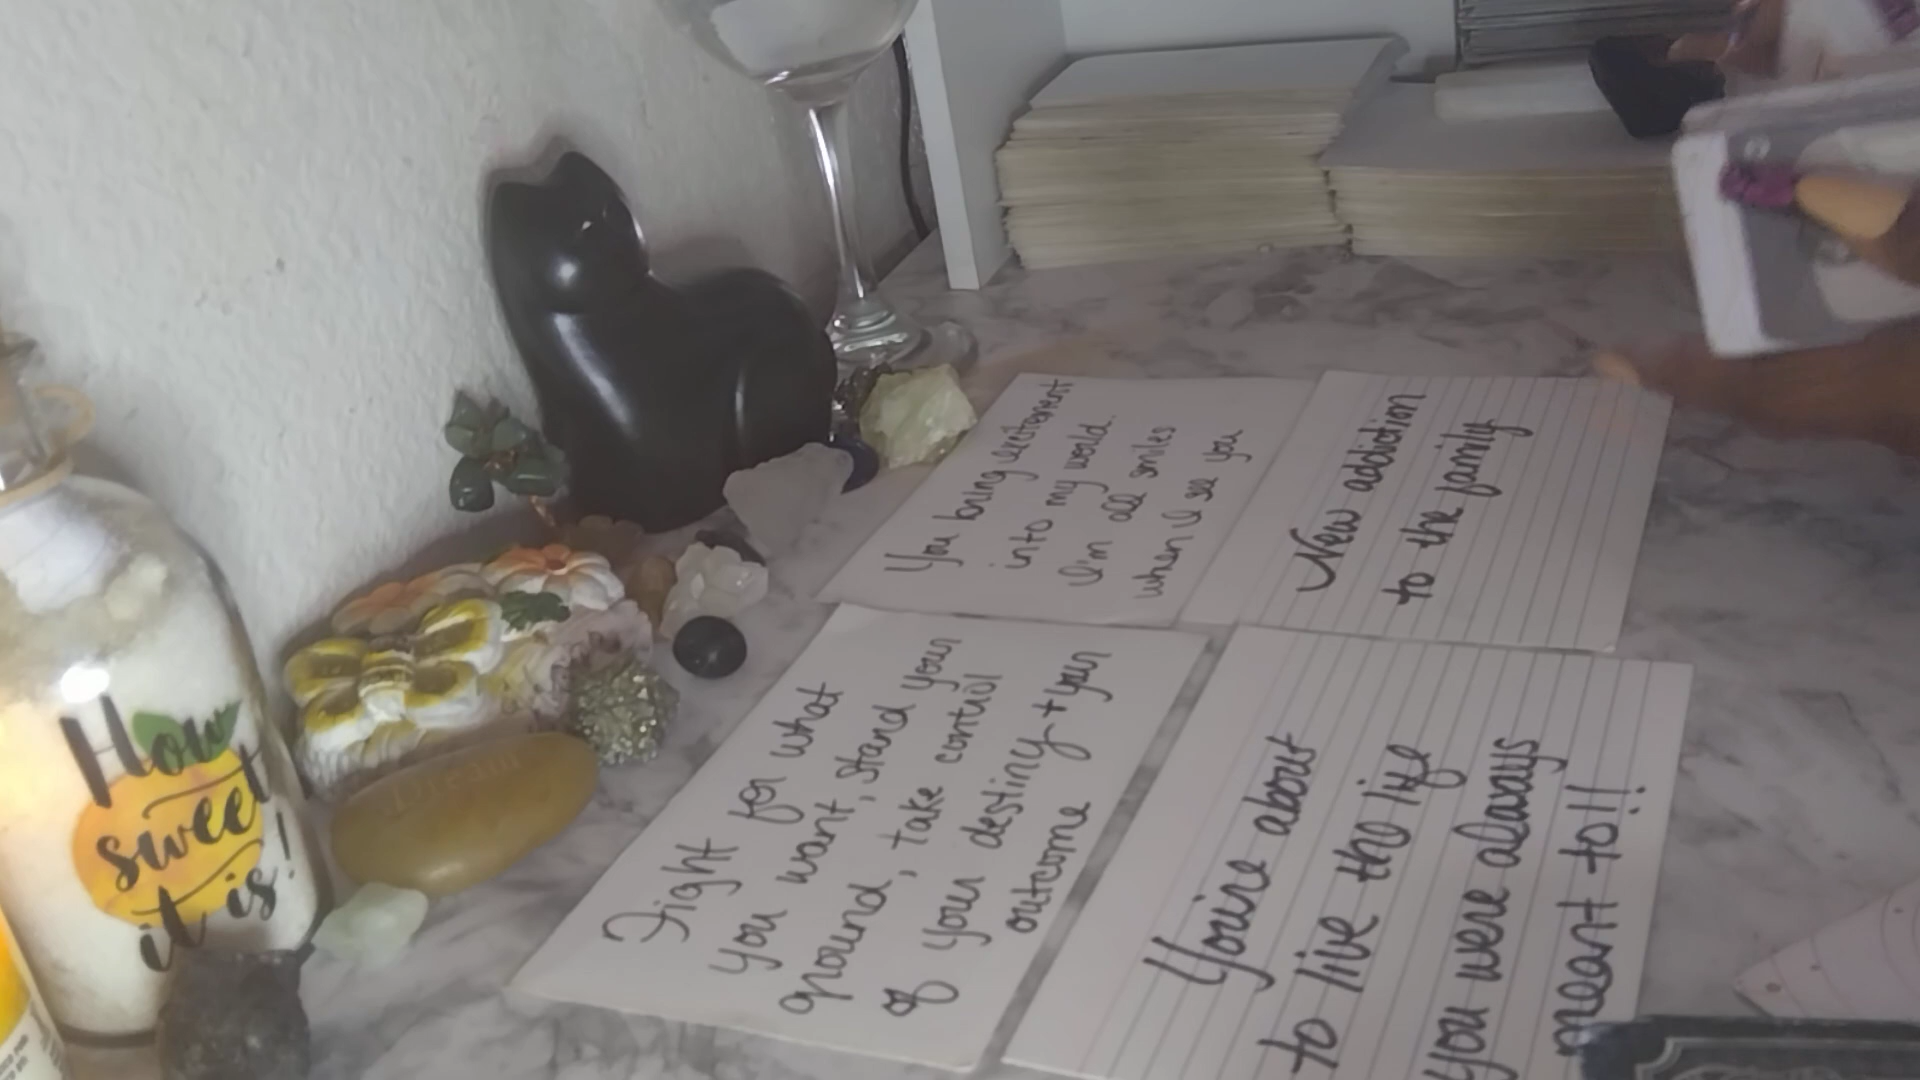 You bring excitement
into my world.
I'm all smiles
when I see you
New addiction
to the family
Fight for what
you want, stand your
ground, take control
of your destiny + your
outcome
You're about
to live the life
you were always
meant to!!
How
sweet
it is!